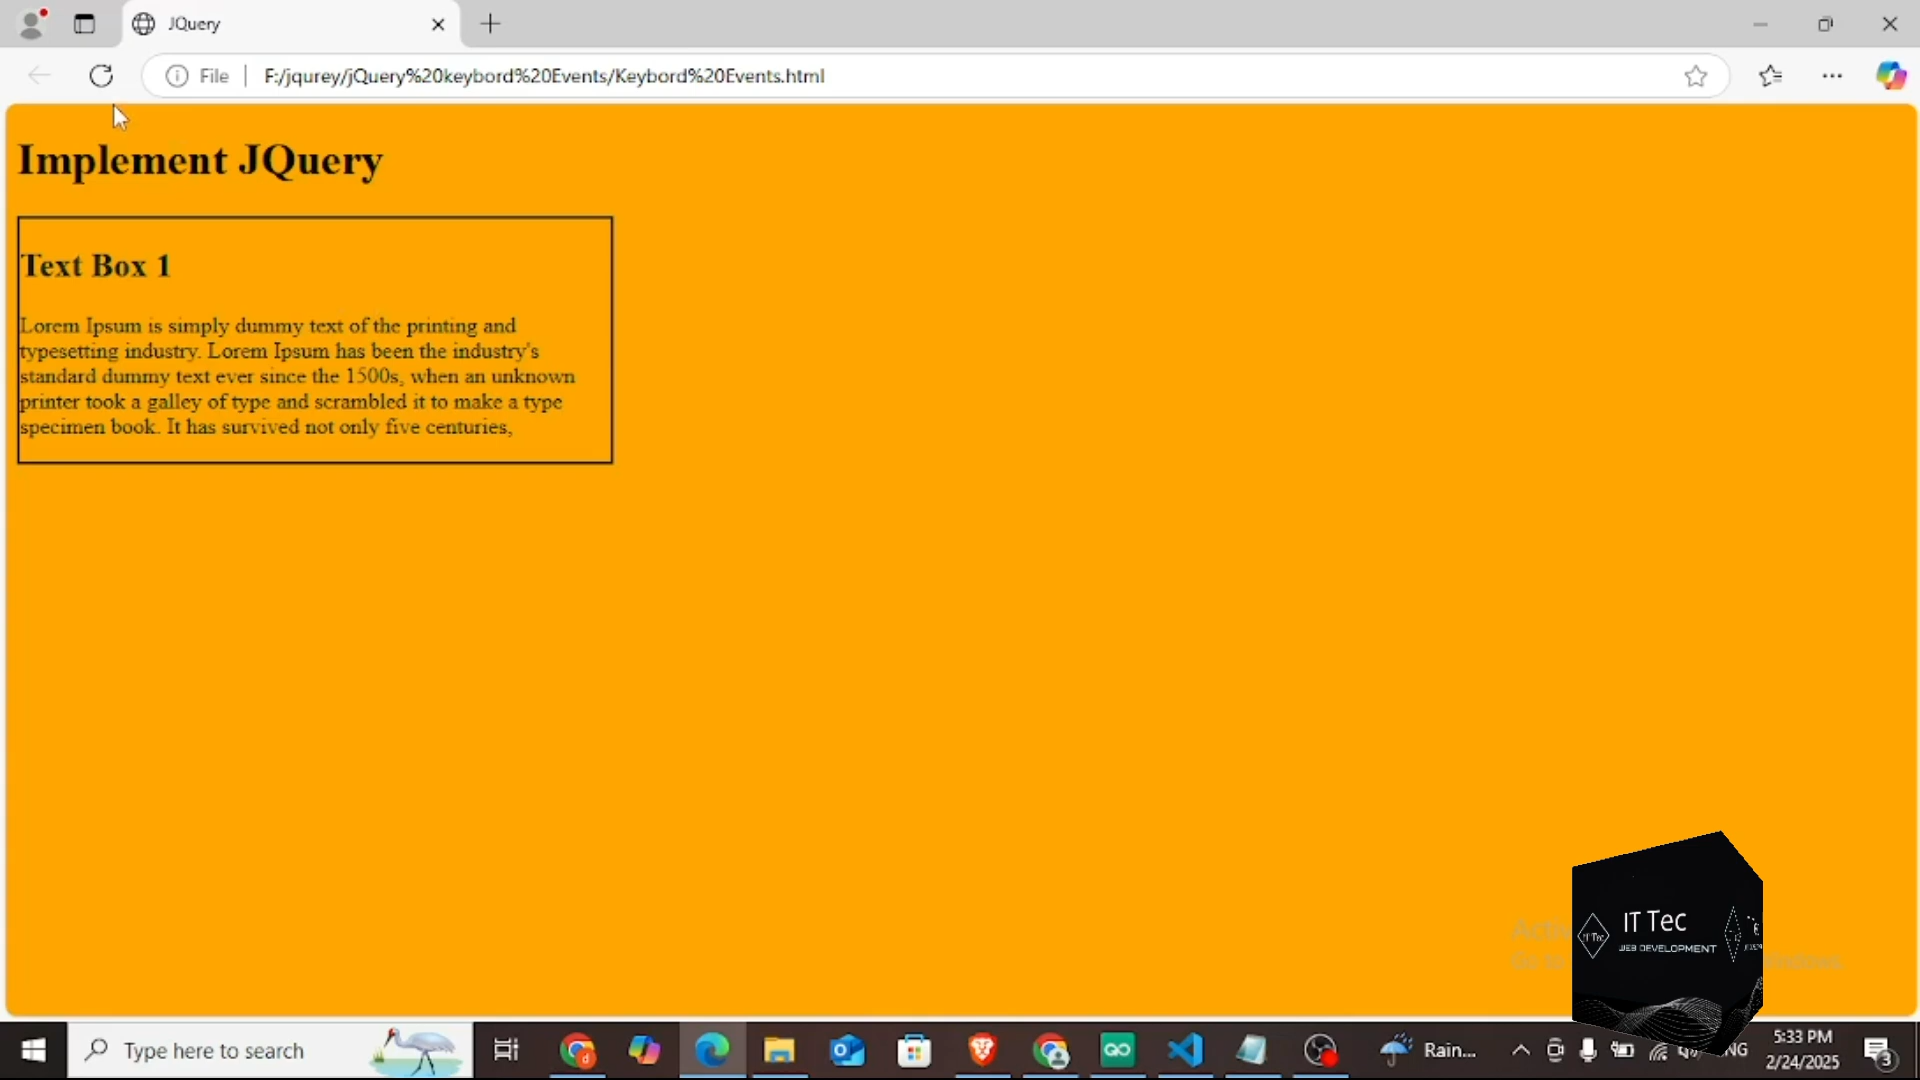 JQuery
File
F:/jqurey/jQuery%20keybord%20Events/Keybord%20Events.html
Implement JQuery
Text Box 1
Lorem Ipsum is simply dummy text of the printing and
typesetting industry. Lorem Ipsum has been the industry's
standard dummy text ever since the 1500s, when an unknown
printer took a galley of type and scrambled it to make a type
specimen book. It has survived not only five centuries,
IT Tec
WEB DEVELOPMENT
Go to
Type here to search
Rain...
5:33 PM
2/24/2025
3